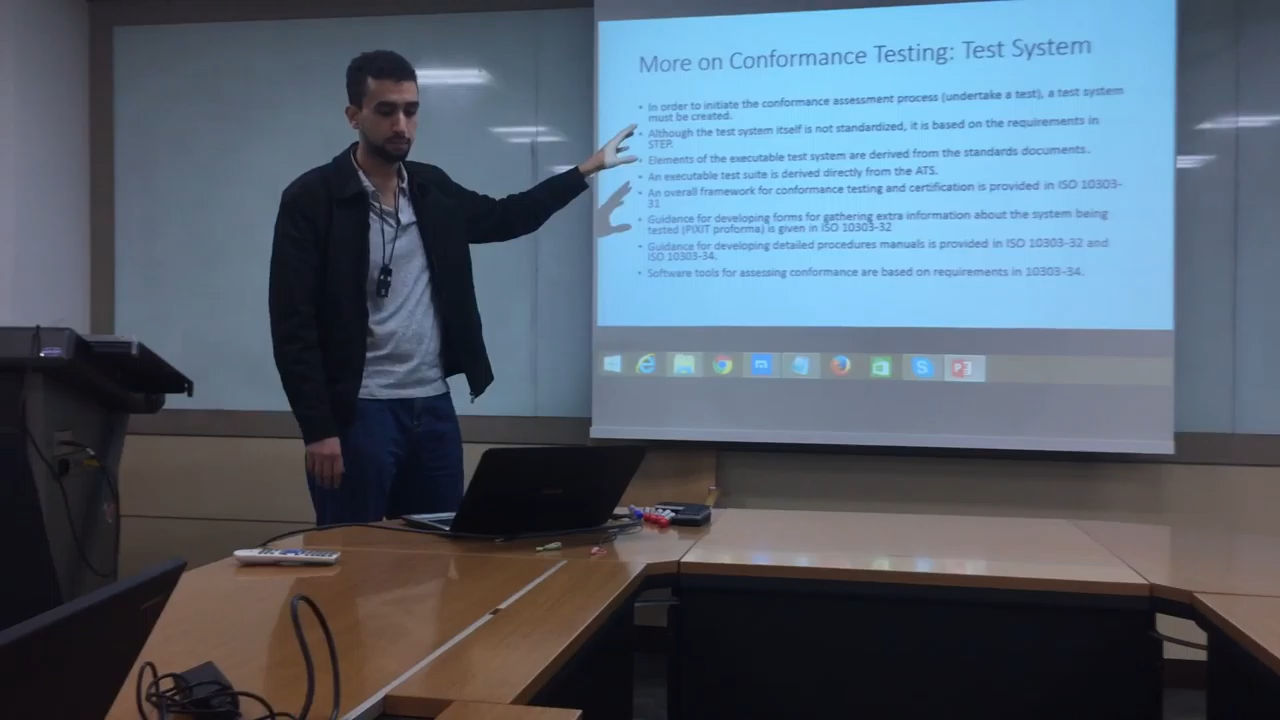 More on Conformance Testing: Test System
• In order to initiate the conformance assessment process (undertake a test), a test system
must be created.
• Although the test system itself is not standardized, it is based on the requirements in
STEP.
• Elements of the executable test system are derived from the standards documents.
• An executable test suite is derived directly from the ATS.
• An overall framework for conformance testing and certification is provided in ISO 10303-
31
• Guidance for developing forms for gathering extra information about the system being
tested (PIXIT proforma) is given in ISO 10303-32
• Guidance for developing detailed procedures manuals is provided in ISO 10303-32 and
ISO 10303-34.
• Software tools for assessing conformance are based on requirements in 10303-34.